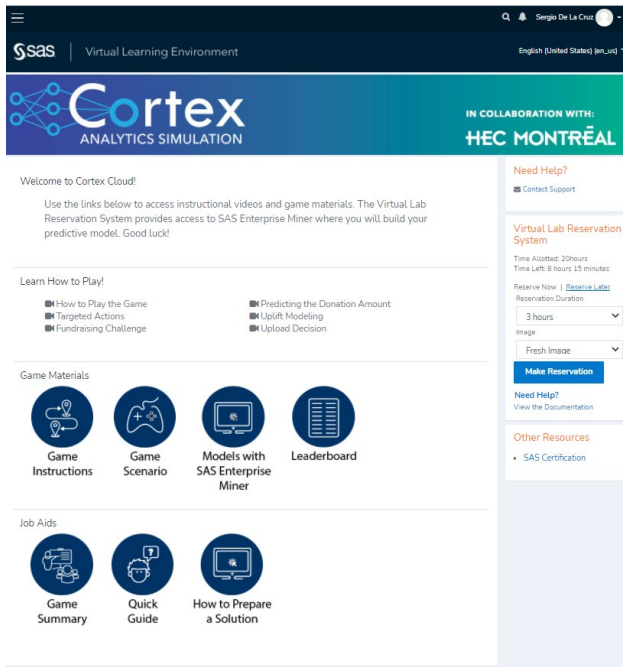 Sergio De La Cruz
sas
Virtual Learning Environment
English (United States) (en_us)
Cortex
ANALYTICS SIMULATION
IN COLLABORATION WITH:
HEC MONTRÉAL
Welcome to Cortex Cloud!
Use the links below to access instructional videos and game materials. The Virtual Lab
Reservation System provides access to SAS Enterprise Miner where you will build your
predictive model. Good luck!
Learn How to Play!
How to Play the Game
Targeted Actions
Fundraising Challenge
Predicting the Donation Amount
Uplift Modeling
Upload Decision
Game Materials
Game
Instructions
Game
Scenario
Models with
SAS Enterprise
Miner
Leaderboard
Job Aids
Game
Summary
Quick
Guide
How to Prepare
a Solution
Need Help?
Contact Support
Virtual Lab Reservation
System
Time Allotted: 20hours
Time Left: 8 hours 15 minutes
Reserve Now | Reserve Later
Reservation Duration
3 hours
Image
Fresh Image
Make Reservation
Need Help?
View the Documentation
Other Resources
SAS Certification